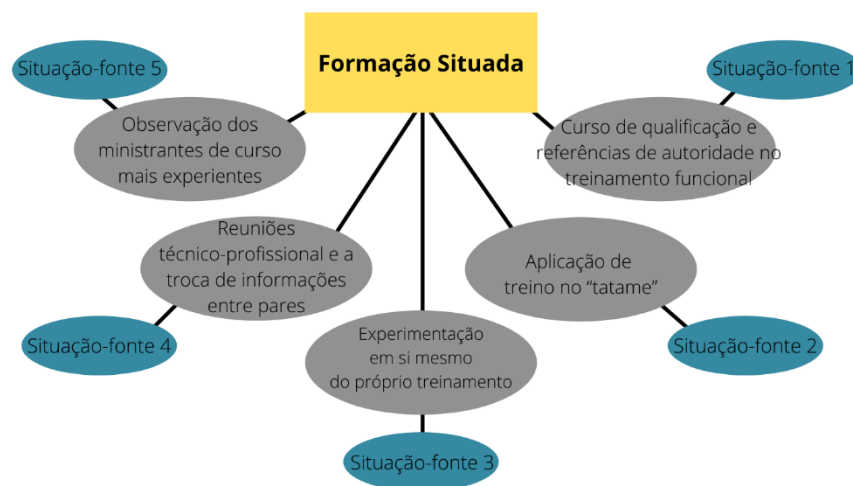 Formação Situada
Situação-fonte 1
Curso de qualificação e
referências de autoridade no
treinamento funcional
Aplicação de
treino no “tatame”
Situação-fonte 2
Experimentação
em si mesmo
do próprio treinamento
Situação-fonte 3
Reuniões
técnico-profissional e a
troca de informações
entre pares
Situação-fonte 4
Situação-fonte 5
Observação dos
ministrantes de curso
mais experientes